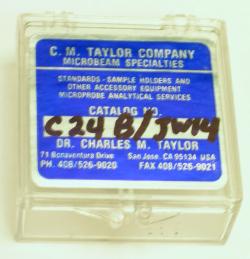 C. M. TAYLOR COMPANY
MICROBEAM SPECIALTIES
STANDARDS - SAMPLE HOLDERS AND
OTHER ACCESSORY EQUIPMENT
MICROPROBE ANALYTICAL SERVICES
CATALOG NO.
C24 B/JW14
DR. CHARLES M. TAYLOR
71 Bonaventura Drive San Jose, CA 95134 USA
PH. 408/526-9020 FAX 408/526-9021